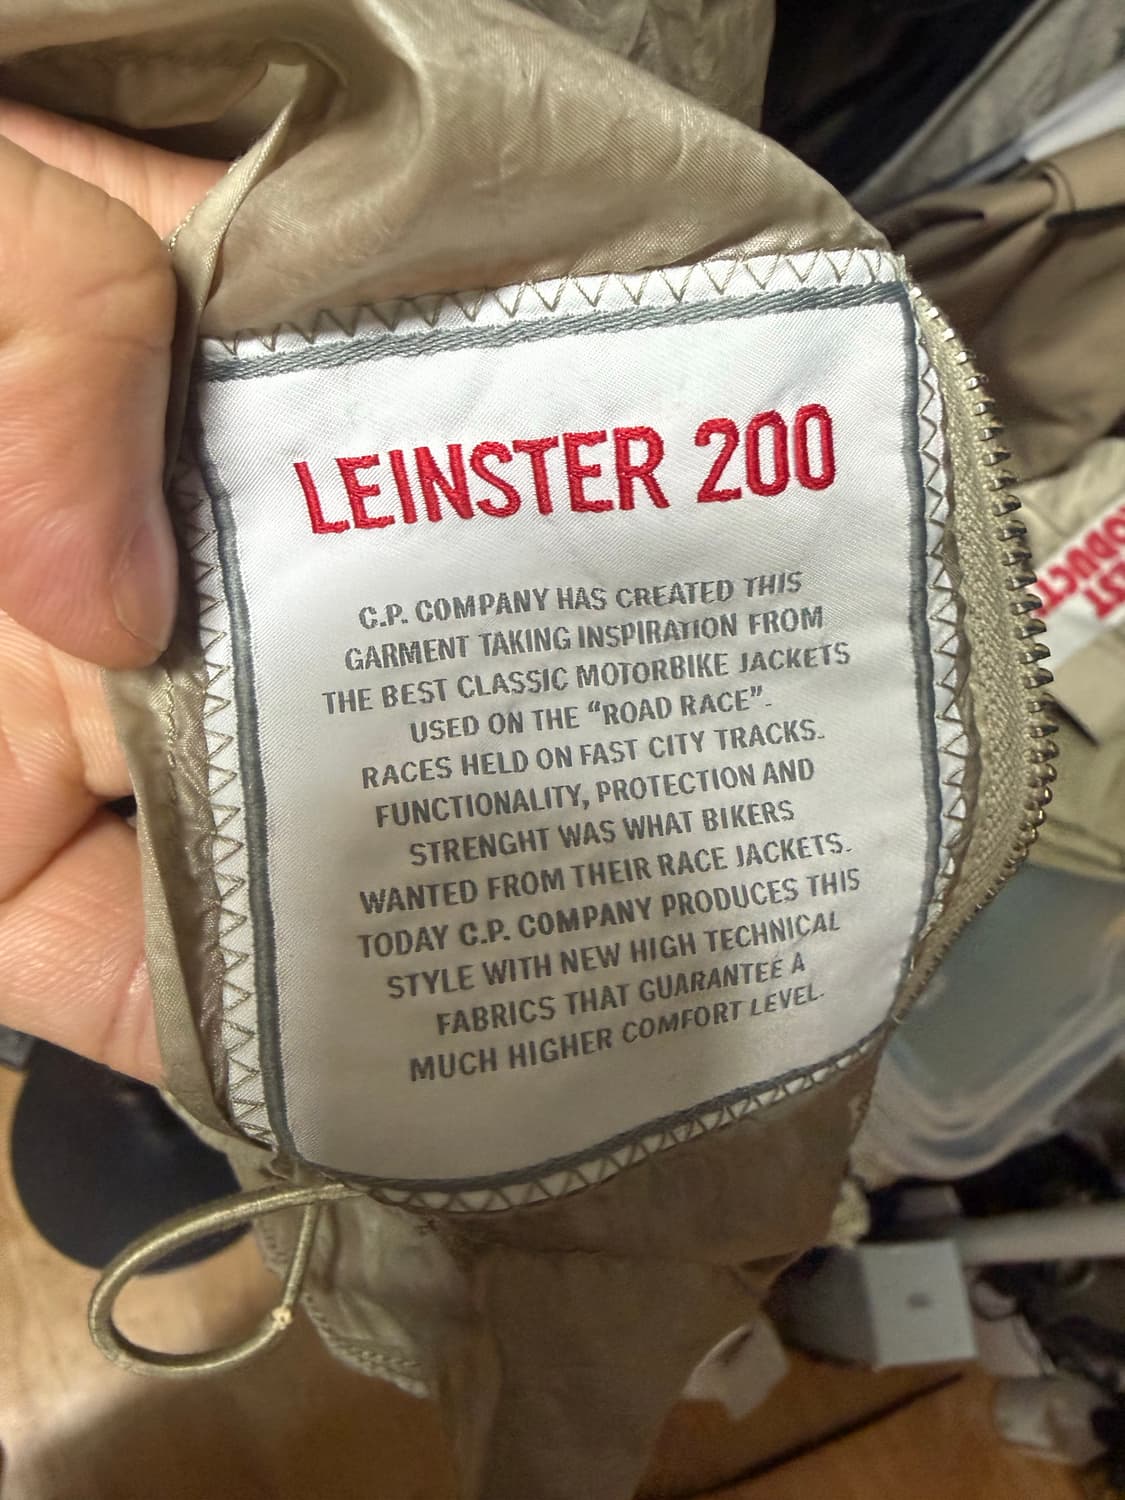 LEINSTER 200
C.P. COMPANY HAS CREATED THIS
GARMENT TAKING INSPIRATION FROM
THE BEST CLASSIC MOTORBIKE JACKETS
USED ON THE “ROAD RACE”.
RACES HELD ON FAST CITY TRACKS.
FUNCTIONALITY, PROTECTION AND
STRENGHT WAS WHAT BIKERS
WANTED FROM THEIR RACE JACKETS.
TODAY C.P. COMPANY PRODUCES THIS
STYLE WITH NEW HIGH TECHNICAL
FABRICS THAT GUARANTEE A
MUCH HIGHER COMFORT LEVEL.